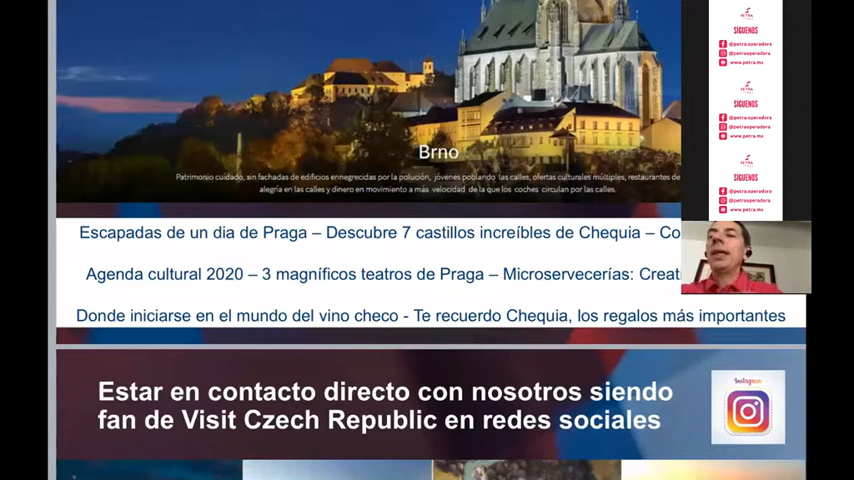 Brno
Patrimonio cuidado, sin fachadas de edificios ennegrecidas por la polución, jóvenes poblando las calles, ofertas culturales múltiples, restaurantes de
alegría en las calles y dinero en movimiento a más velocidad de la que los coches circulan por las calles.
Escapadas de un dia de Praga – Descubre 7 castillos increíbles de Chequia – Co
Agenda cultural 2020 – 3 magníficos teatros de Praga – Microservecerías: Creati
Donde iniciarse en el mundo del vino checo - Te recuerdo Chequia, los regalos más importantes
Estar en contacto directo con nosotros siendo
fan de Visit Czech Republic en redes sociales
Instagram
PETRA
SÍGUENOS
@petra.operadora
@petraoperadora
www.petra.mx
PETRA
SÍGUENOS
@petra.operadora
@petraoperadora
www.petra.mx
PETRA
SÍGUENOS
@petra.operadora
@petraoperadora
www.petra.mx